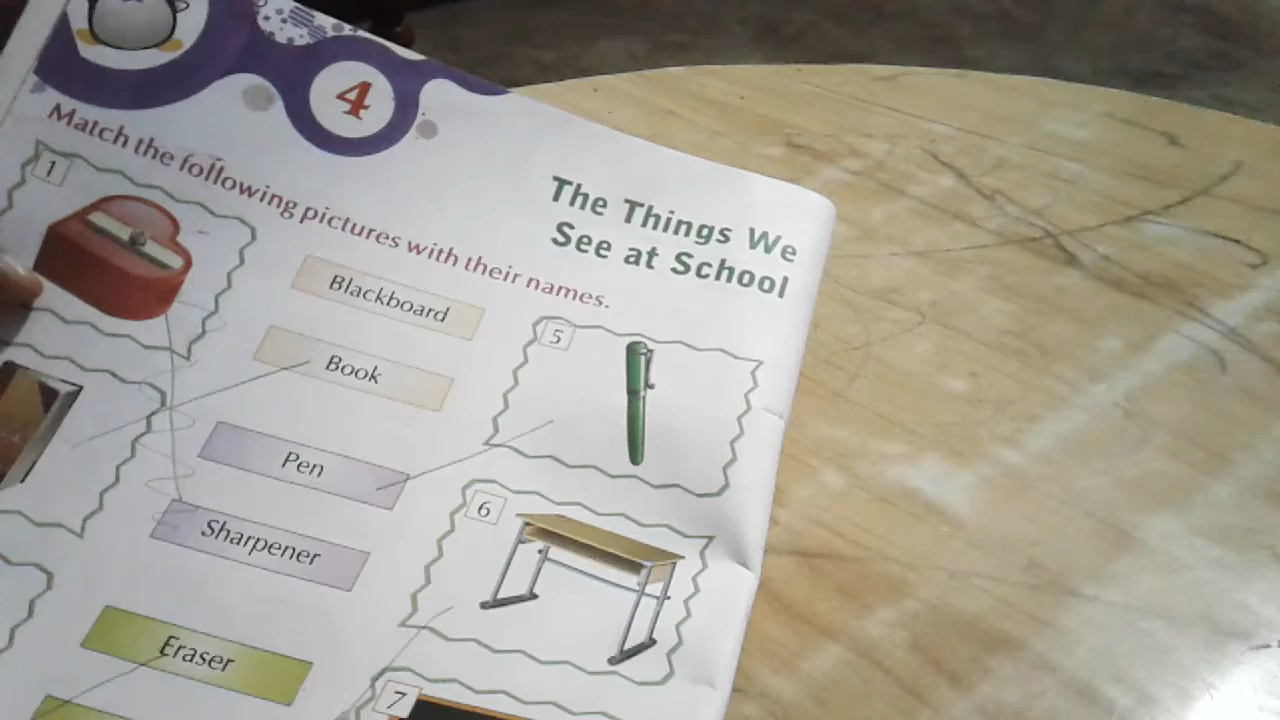 4
Match the following pictures with their names.
The Things We
See at School
1
Blackboard
Book
Pen
Sharpener
Eraser
5
6
7